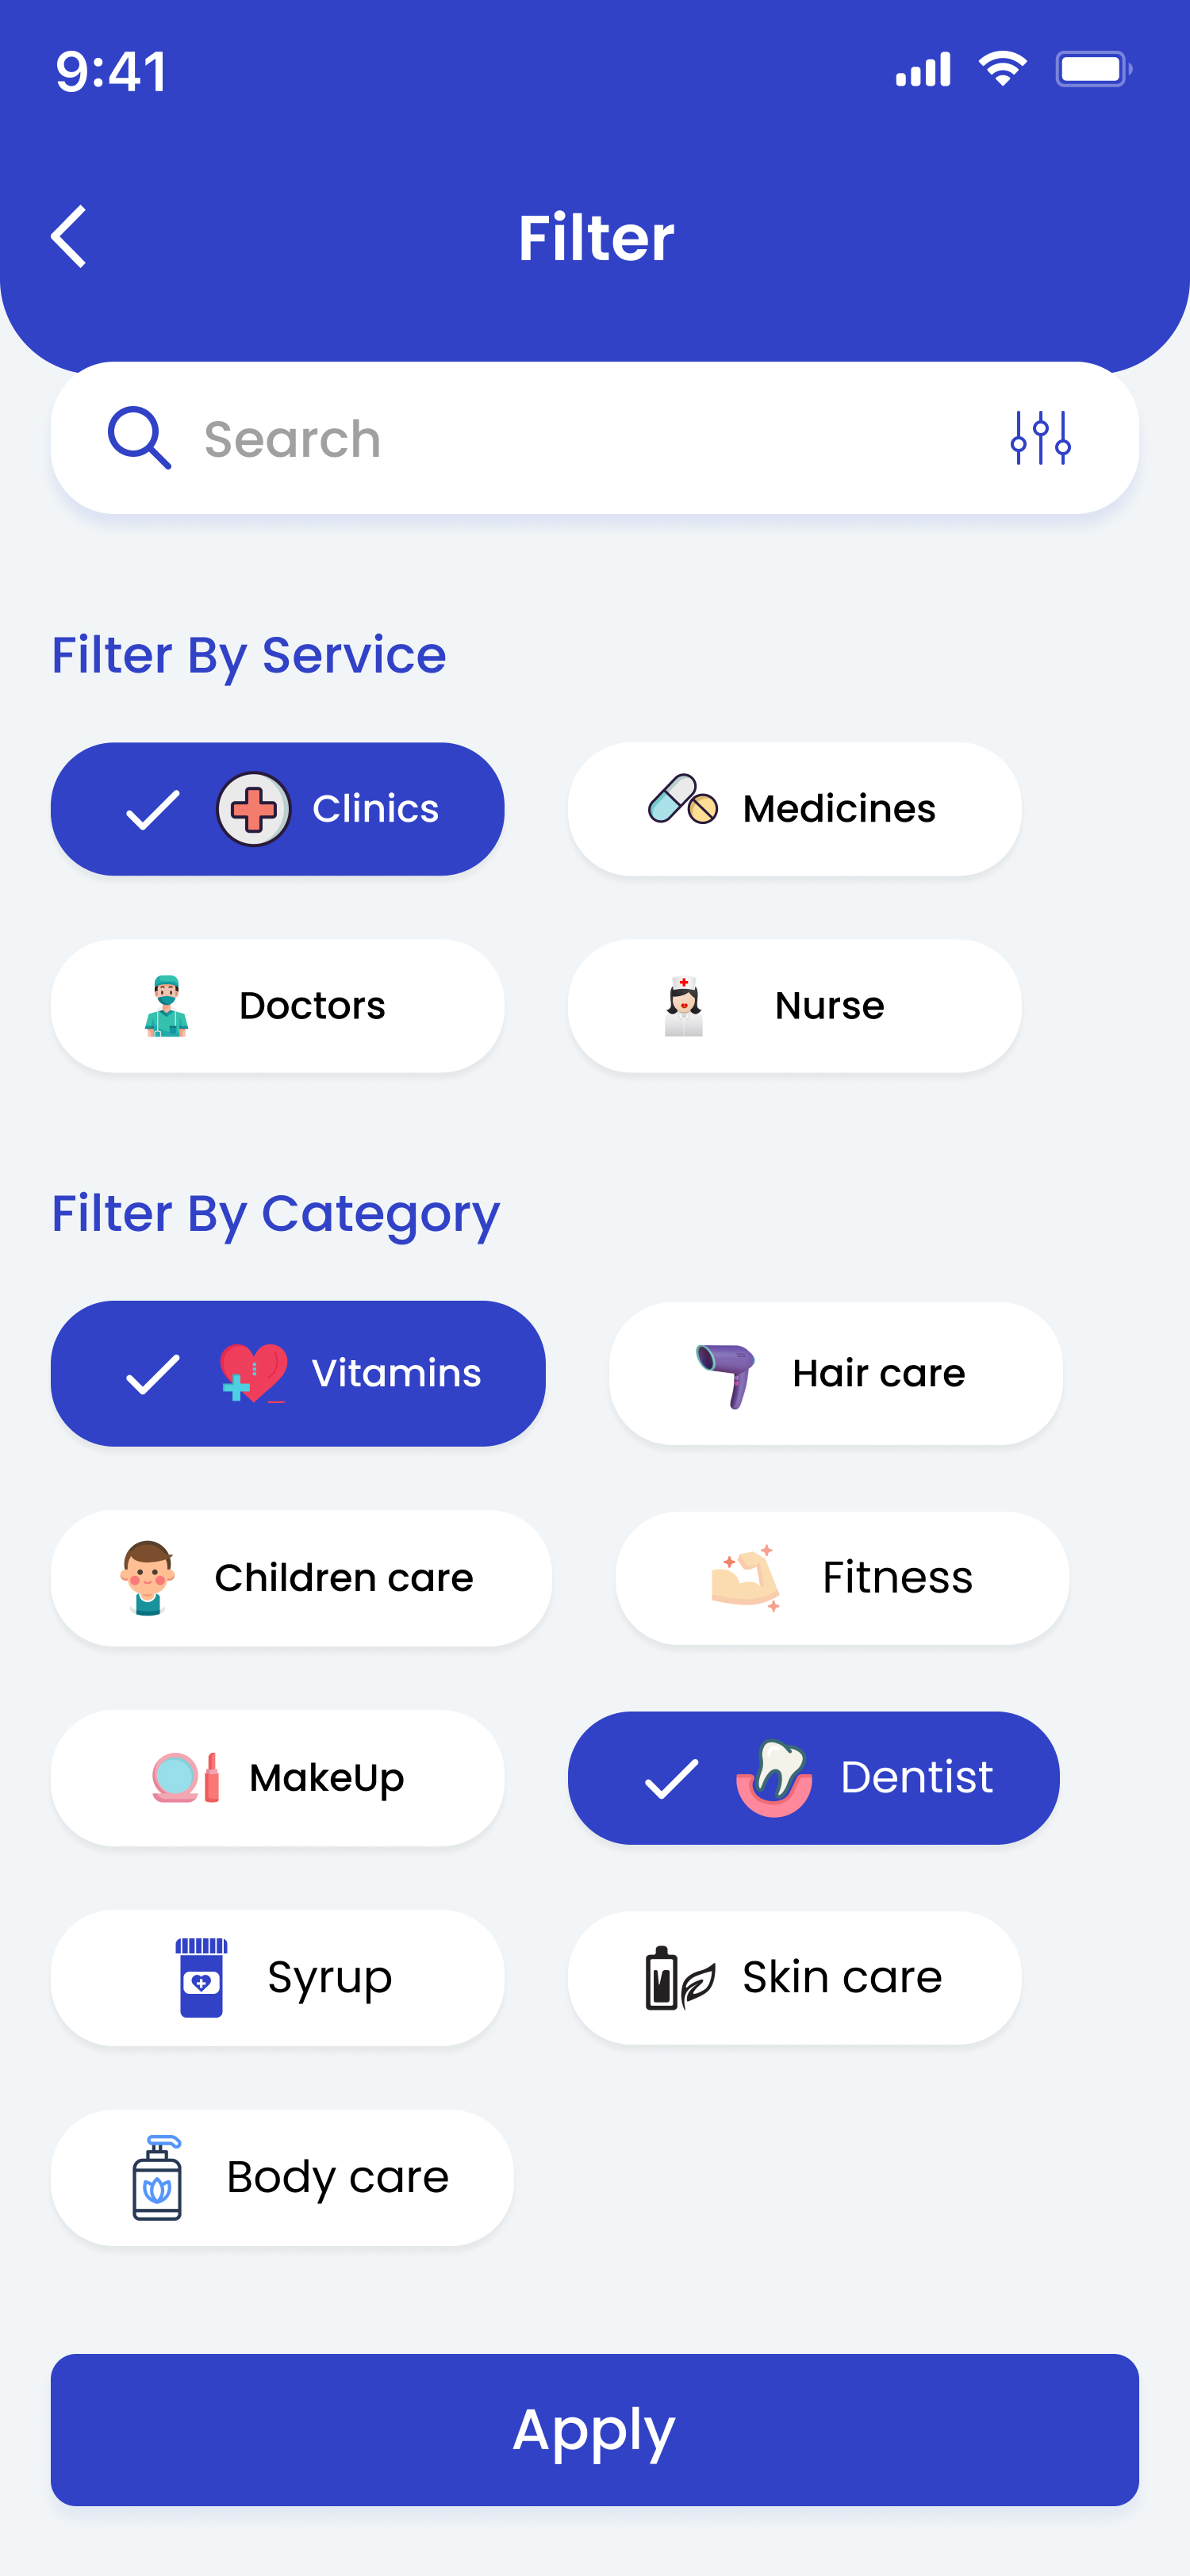 9:41
Filter
Search
Filter By Service
Clinics
Medicines
Doctors
Nurse
Filter By Category
Vitamins
Hair care
Children care
Fitness
MakeUp
Dentist
Syrup
Skin care
Body care
Apply